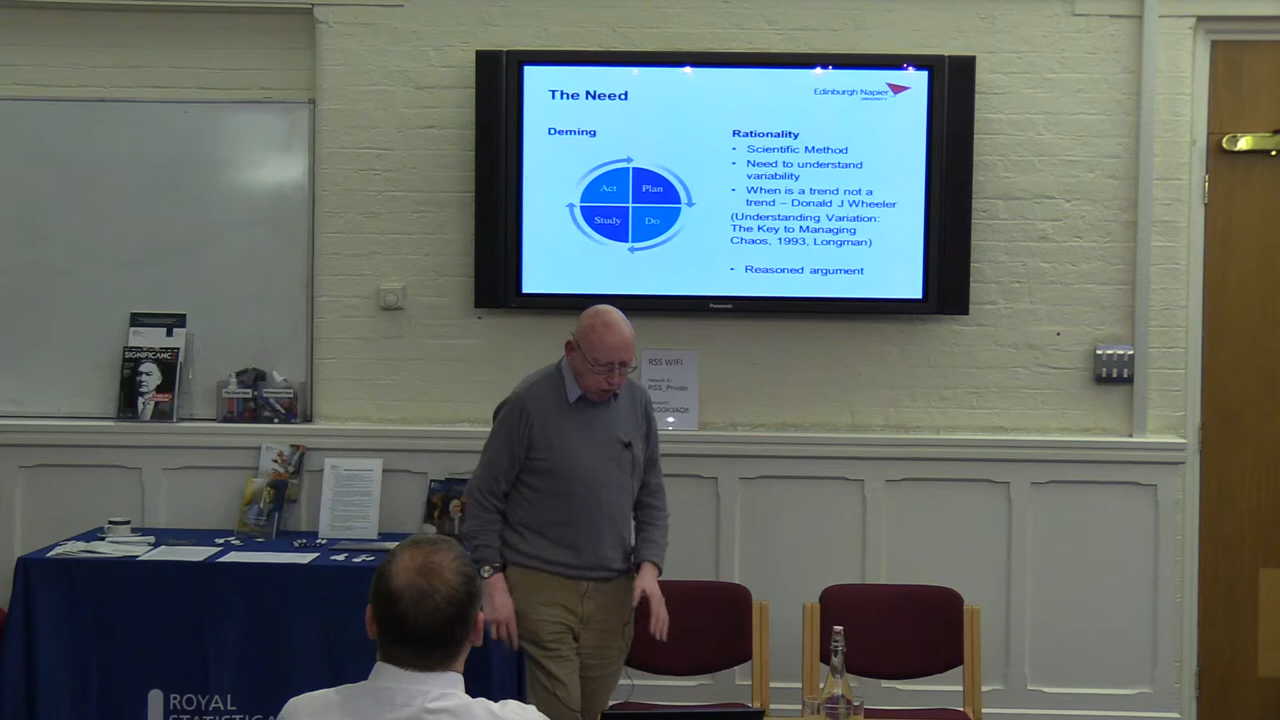 The Need
Edinburgh Napier
UNIVERSITY
Deming
Act
Plan
Study
Do
Rationality
• Scientific Method
• Need to understand
variability
• When is a trend not a
trend – Donald J Wheeler
(Understanding Variation:
The Key to Managing
Chaos, 1993, Longman)
• Reasoned argument
Panasonic
SIGNIFICANCE
RSS WIFI
RSS_Private
ROYAL
STATISTICA